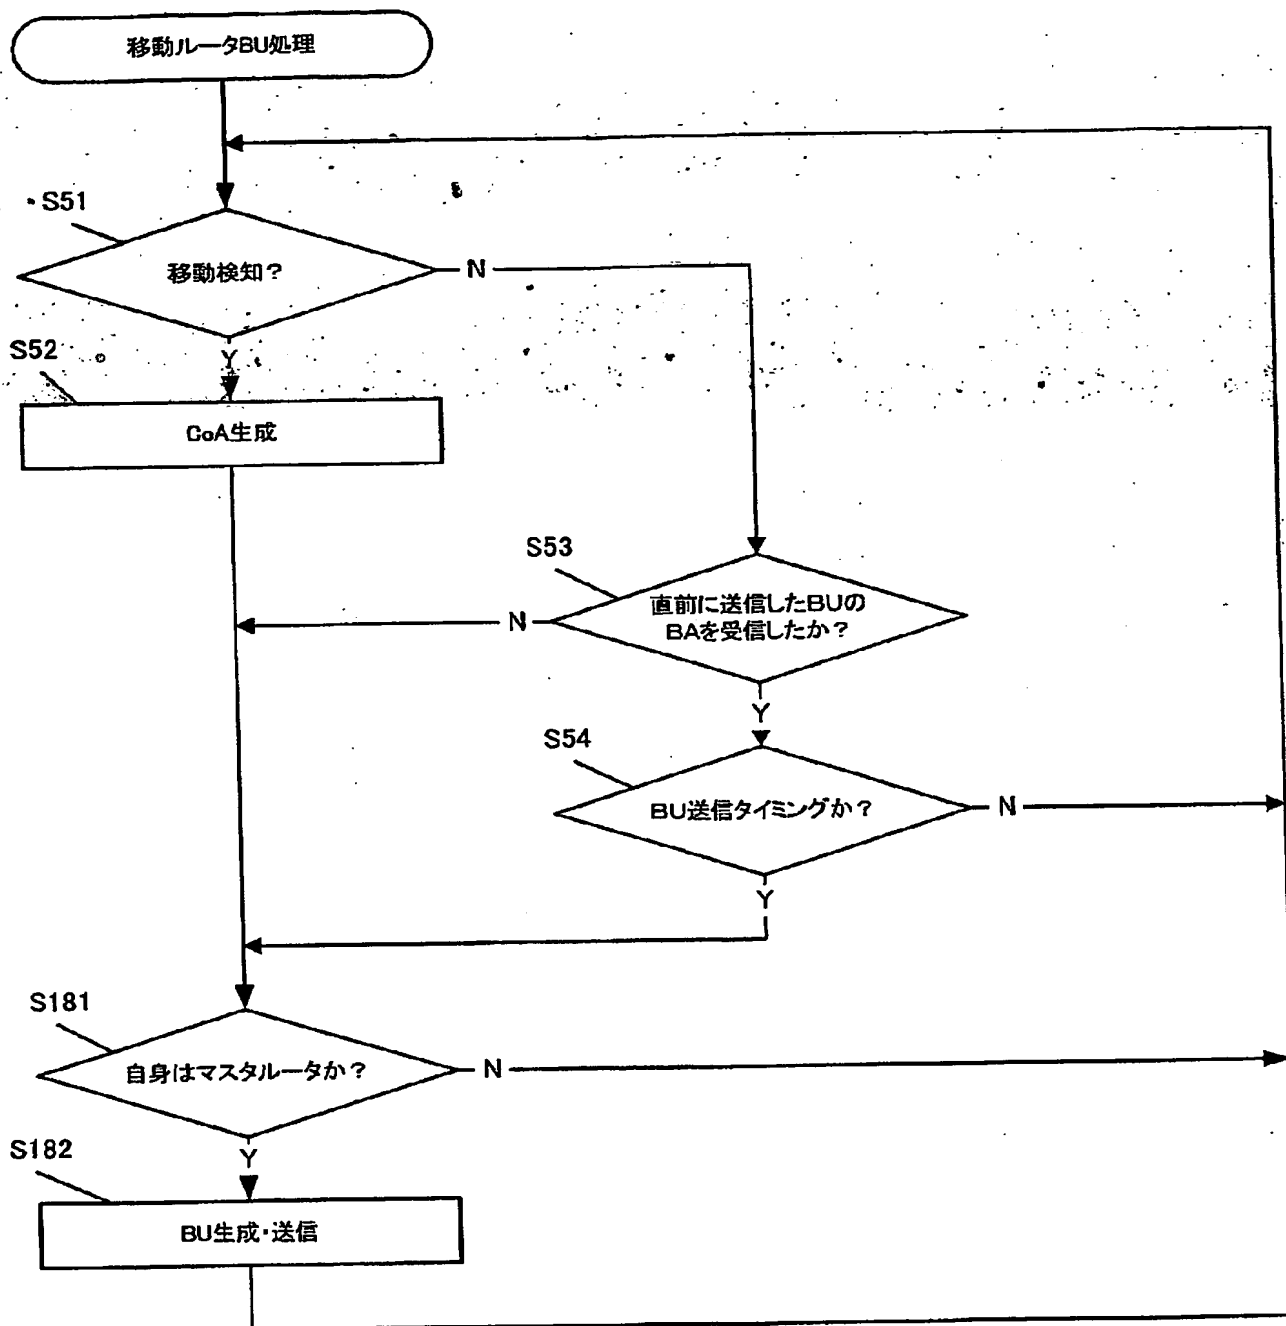 移動ルータBU処理
S51
移動検知?
N
Y
S52
CoA生成
S53
直前に送信したBUの
BAを受信したか?
N
Y
S54
BU送信タイミングか?
N
Y
S181
自身はマスタルータか?
N
Y
S182
BU生成・送信